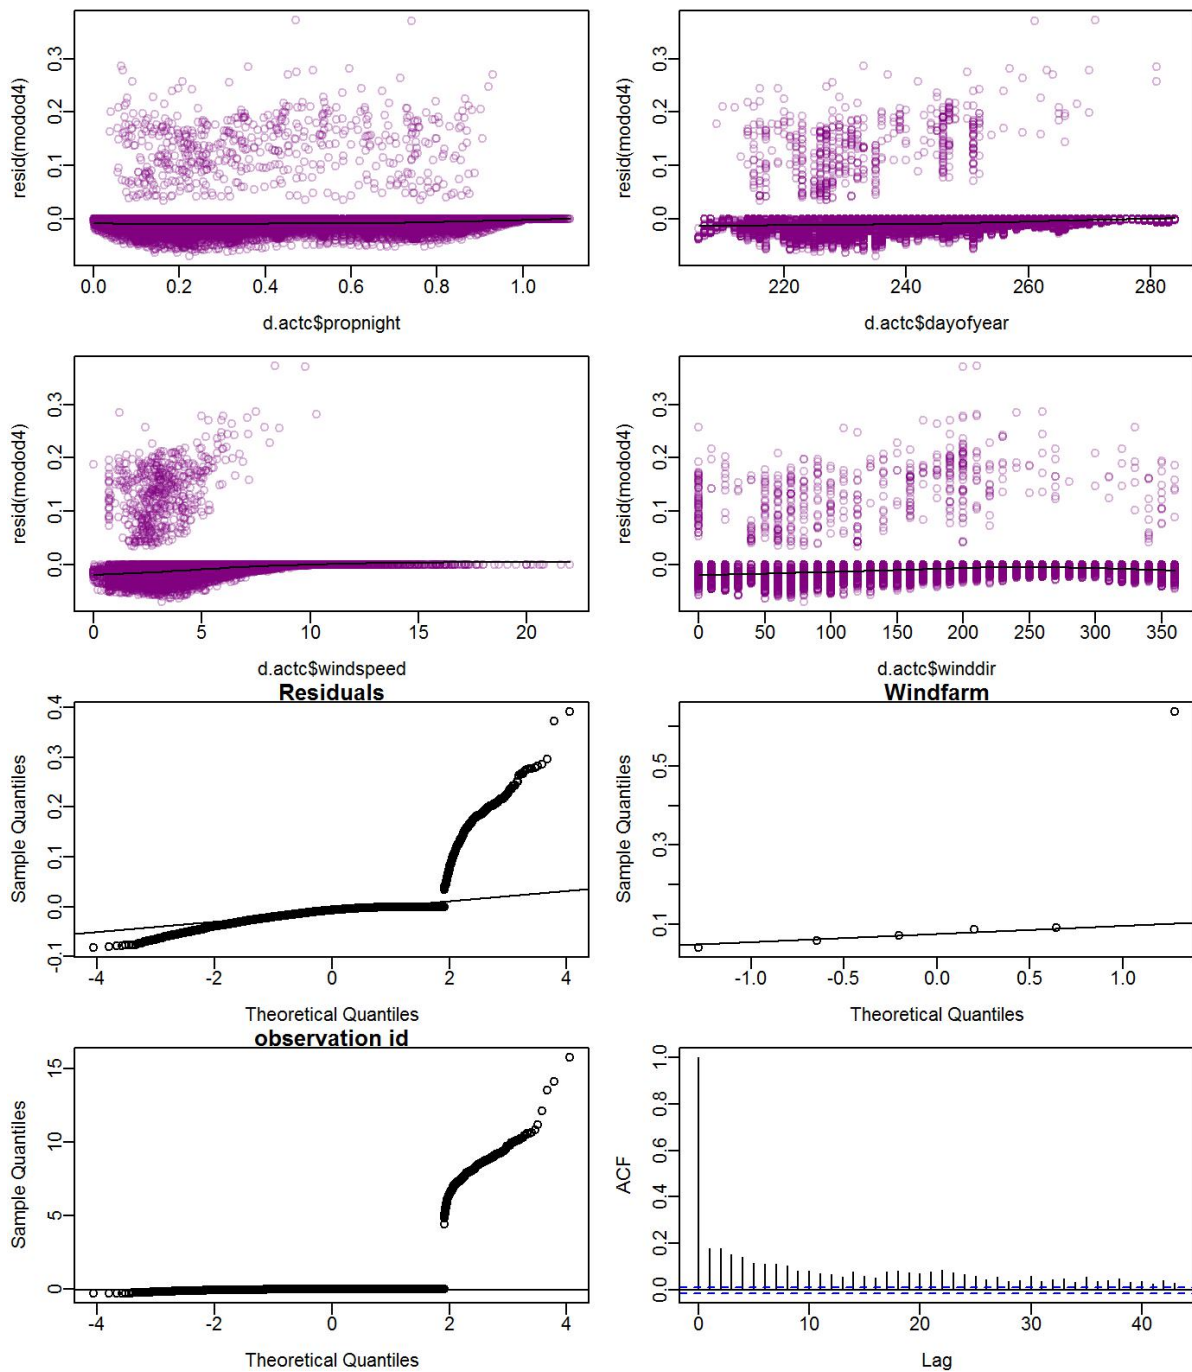 resid(modod4)
0.0 0.1 0.2 0.3
0.0 0.2 0.4 0.6 0.8 1.0
d.actc$propnight
resid(modod4)
0.0 0.1 0.2 0.3
220 240 260 280
d.actc$dayofyear
resid(modod4)
0.0 0.1 0.2 0.3
0 5 10 15 20
d.actc$windspeed
resid(modod4)
0.0 0.1 0.2 0.3
0 50 100 150 200 250 300 350
d.actc$winddir
Residuals
Sample Quantiles
-0.1 0.0 0.1 0.2 0.3 0.4
-4 -2 0 2 4
Theoretical Quantiles
Windfarm
Sample Quantiles
0.1 0.3 0.5
-1.0 -0.5 0.0 0.5 1.0
Theoretical Quantiles
observation id
Sample Quantiles
0 5 10 15
-4 -2 0 2 4
Theoretical Quantiles
ACF
0.0 0.2 0.4 0.6 0.8 1.0
0 10 20 30 40
Lag